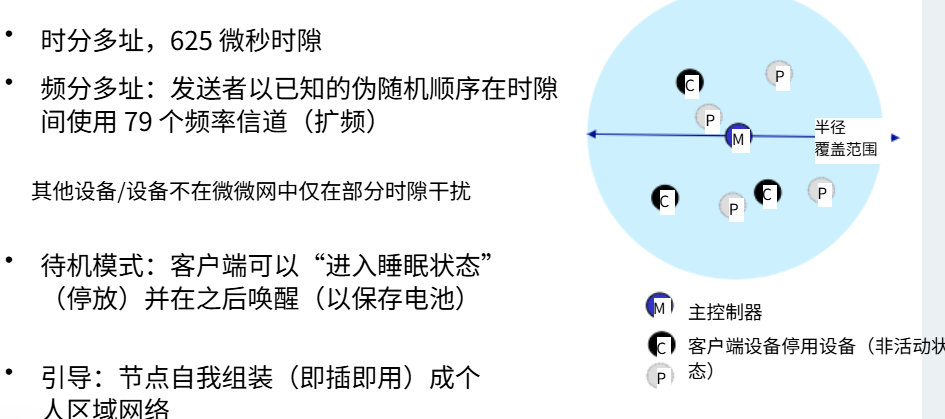 • 时分多址，625 微秒时隙
• 频分多址：发送者以已知的伪随机顺序在时隙
间使用 79 个频率信道（扩频）
其他设备/设备不在微微网中仅在部分时隙干扰
• 待机模式：客户端可以“进入睡眠状态”
（停放）并在之后唤醒（以保存电池）
• 引导：节点自我组装（即插即用）成个
人区域网络
P
C
P
M
半径
覆盖范围
C
P
C
P
M 主控制器
C 客户端设备停用设备（非活动状
P 态）